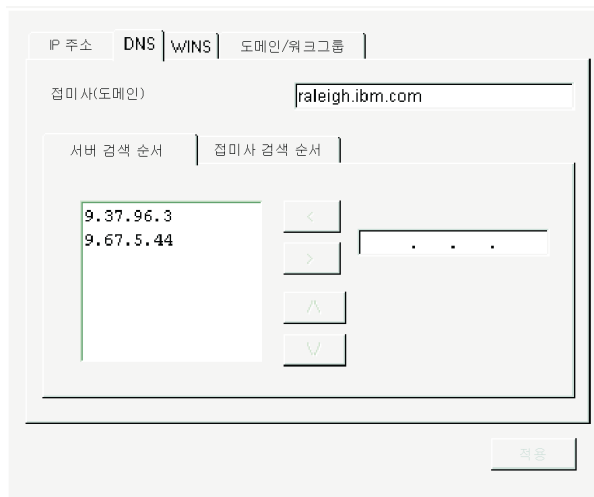 IP 주소 DNS WINS 도메인/워크그룹
접미사(도메인) raleigh.ibm.com
서버 검색 순서 접미사 검색 순서
9.37.96.3
9.67.5.44
<
. . .
>
/\
\/
적용